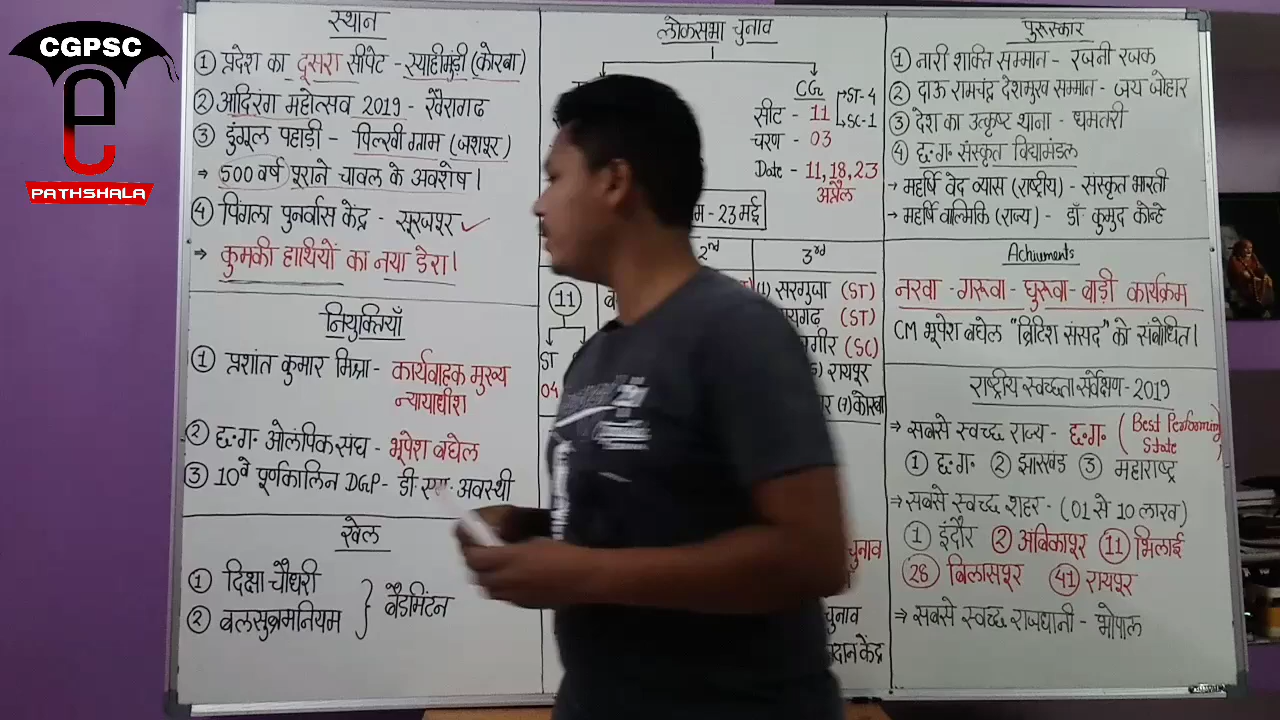 CGPSC
PATHSHALA
स्थान
① प्रदेश का दूसरा सीपेट - स्याहीमुंडी (कोरबा)
② आदिरंग महोत्सव 2019 - खैरागढ
③ डुंगूल पहाड़ी - पिल्खी ग्राम (जशपूर)
→ 500 वर्ष पूराने चावल के अवशेष।
④ पिंगला पुनर्वास केंद्र - सूरजपूर ✓
→ कुमकी हाथियों का नया डेरा।
नियुक्तियाँ
① प्रशांत कुमार मिश्रा - कार्यवाहक मुख्य
न्यायाधीश
② छ.ग. ओलंपिक संघ - भूपेश बघेल
③ 10वे पूर्णकालिन DGP - डी. एम. अवस्थी
खेल
① दिक्षा चौधरी
② बलसुब्रमनियम } बैडमिंटन
लोकसभा चुनाव
CG
सीट - 11 ST-4
SC-1
चरण - 03
Date - 11, 18, 23
अप्रैल
- 23 मई
2nd 3rd
11
ST
04
(1) सरगुजा (ST)
(ST)
(SC)
रायपूर
(7) कोरबा
चुनाव
चुनाव
केंद्र
पुरूस्कार
① नारी शक्ति सम्मान - रजनी रजक
② दाऊ रामचंद्र देशमुख सम्मान - जय जोहार
③ देश का उत्कृष्ट थाना - धमतरी
④ छ.ग. संस्कृत विद्यामंडल
→ महर्षि वेद व्यास (राष्ट्रीय) - संस्कृत भारती
→ महर्षि वाल्मिकि (राज्य) - डॉ. कुमुद कान्हे
Achiuments
नरवा - गरूवा - घुरूवा - बाड़ी कार्यक्रम
CM भूपेश बघेल "ब्रिटिश संसद" को संबोधित।
राष्ट्रीय स्वच्छता सर्वेक्षण - 2019
⇒ सबसे स्वच्छ राज्य - छ.ग. (Best Performing
State)
① छ.ग. ② झारखंड ③ महाराष्ट्र
⇒ सबसे स्वच्छ शहर - (01 से 10 लाख)
① इंदौर ② अंबिकापूर ⑪ भिलाई
㉘ बिलासपूर ㊶ रायपूर
⇒ सबसे स्वच्छ राजधानी - भोपाल